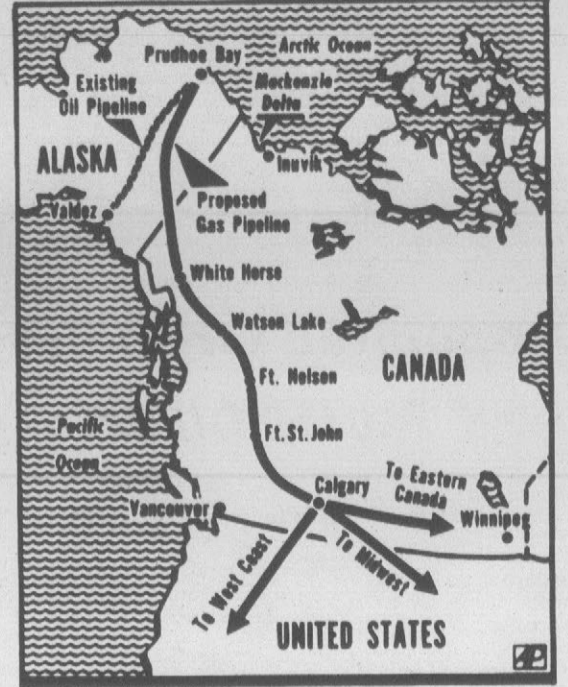 Arctic Ocean
Prudhoe Bay
Mackenzie
Delta
Existing
Oil Pipeline
Inuvik
ALASKA
Proposed
Gas Pipeline
Valdez
White Horse
Watson Lake
CANADA
Ft. Nelson
Ft. St. John
Pacific
Ocean
To Eastern
Canada
Calgary
Vancouver
Winnipeg
To West Coast
To Midwest
UNITED STATES
AP